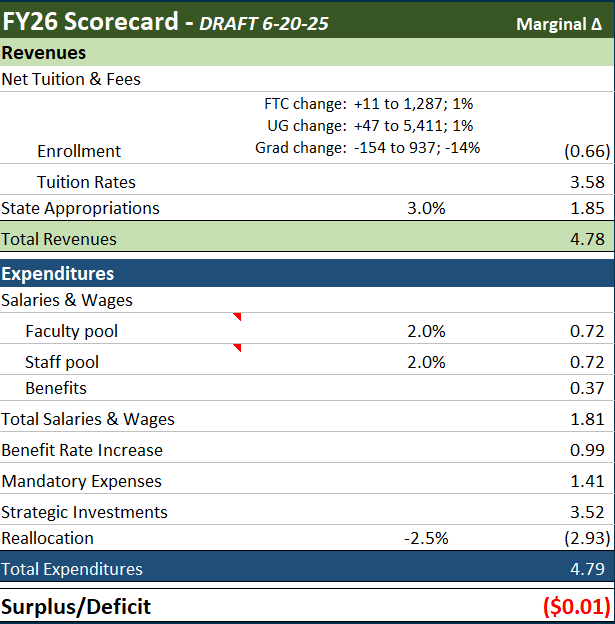 FY26 Scorecard - DRAFT 6-20-25 Marginal Δ
Revenues
Net Tuition & Fees
FTC change: +11 to 1,287; 1%
UG change: +47 to 5,411; 1%
Grad change: -154 to 937; -14%
Enrollment (0.66)
Tuition Rates 3.58
State Appropriations 3.0% 1.85
Total Revenues 4.78
Expenditures
Salaries & Wages
Faculty pool 2.0% 0.72
Staff pool 2.0% 0.72
Benefits 0.37
Total Salaries & Wages 1.81
Benefit Rate Increase 0.99
Mandatory Expenses 1.41
Strategic Investments 3.52
Reallocation -2.5% (2.93)
Total Expenditures 4.79
Surplus/Deficit ($0.01)